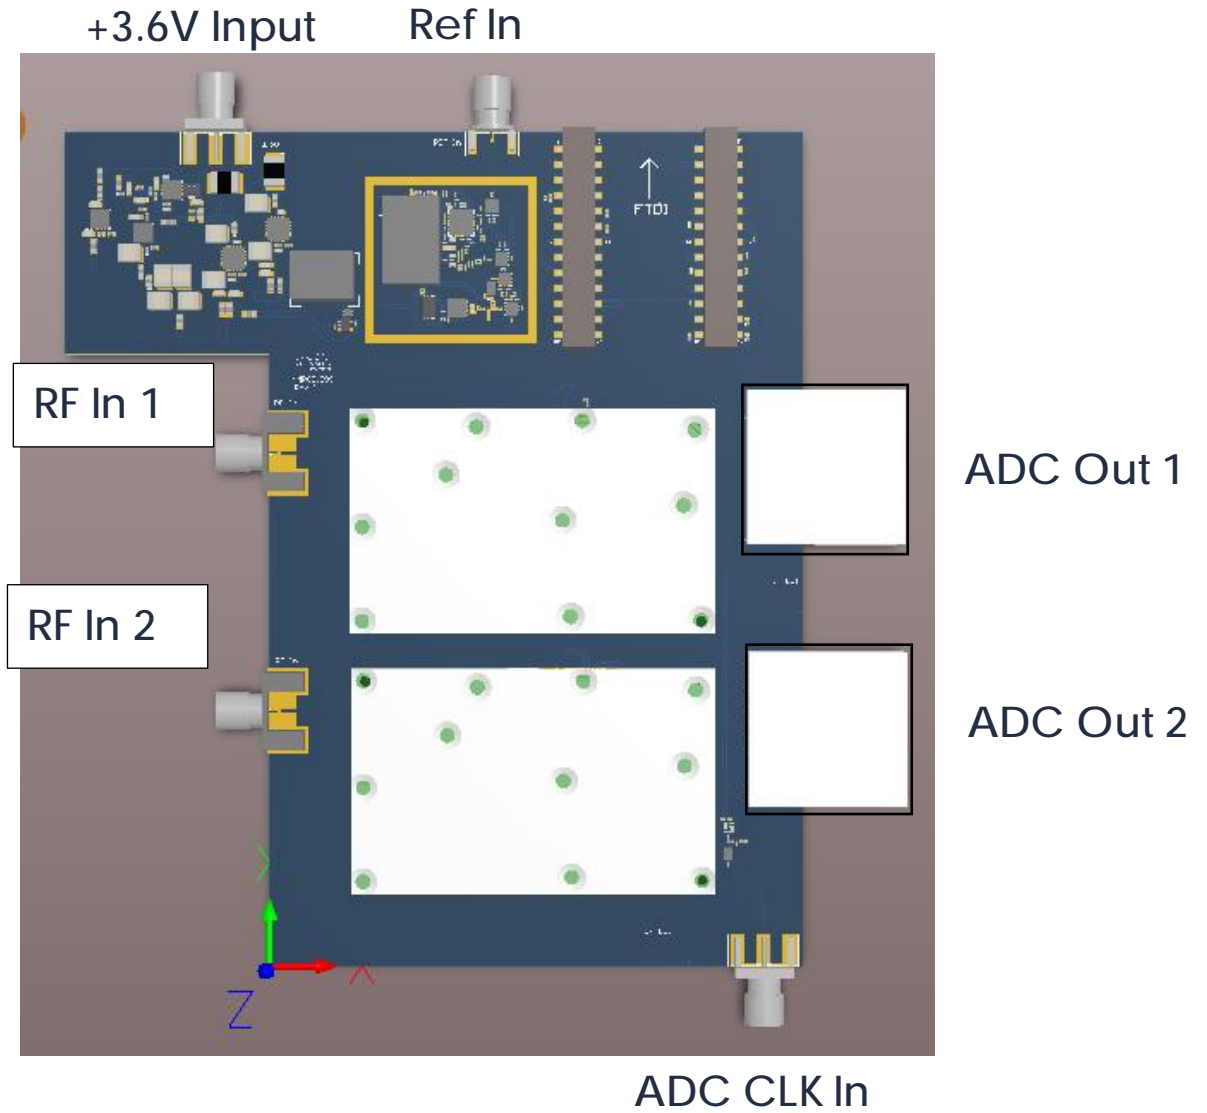 +3.6V Input
Ref In
FTDI
RF In 1
ADC Out 1
RF In 2
ADC Out 2
X
Z
ADC CLK In